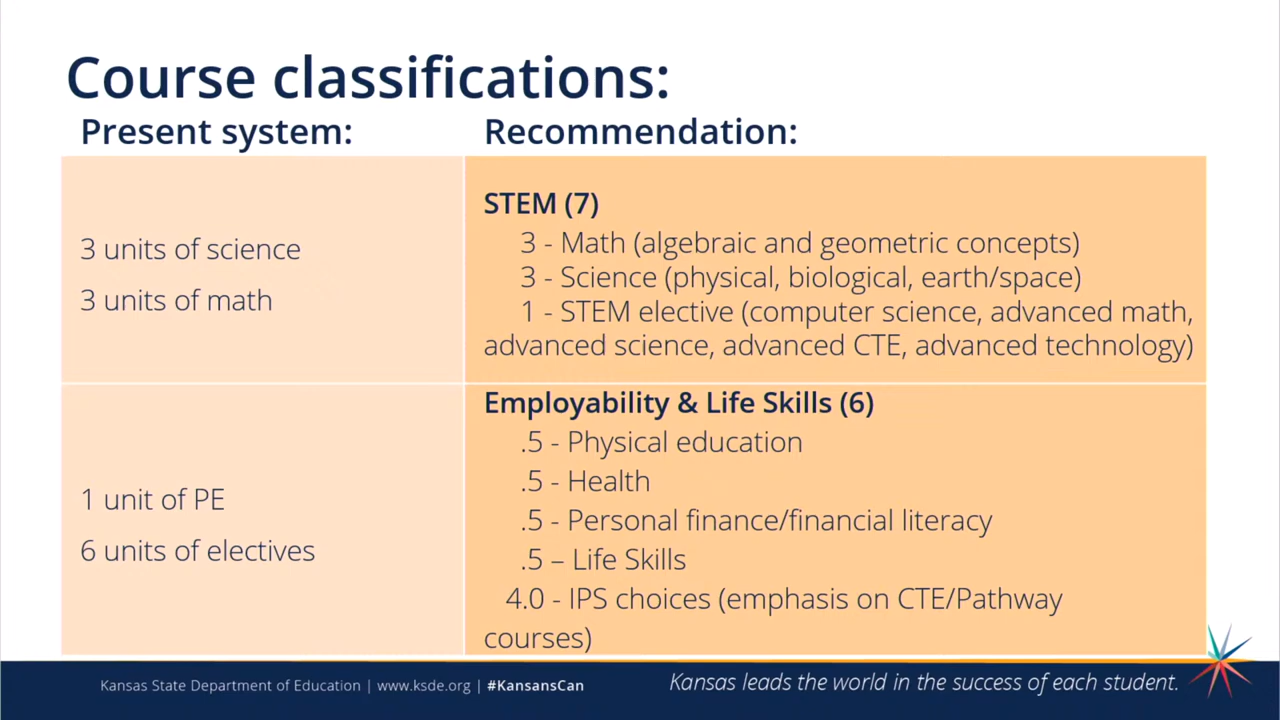 Course classifications:
Present system:
Recommendation:
3 units of science
3 units of math
STEM (7)
3 - Math (algebraic and geometric concepts)
3 - Science (physical, biological, earth/space)
1 - STEM elective (computer science, advanced math,
advanced science, advanced CTE, advanced technology)
1 unit of PE
6 units of electives
Employability & Life Skills (6)
.5 - Physical education
.5 - Health
.5 - Personal finance/financial literacy
.5 – Life Skills
4.0 - IPS choices (emphasis on CTE/Pathway
courses)
Kansas State Department of Education | www.ksde.org | #KansansCan
Kansas leads the world in the success of each student.